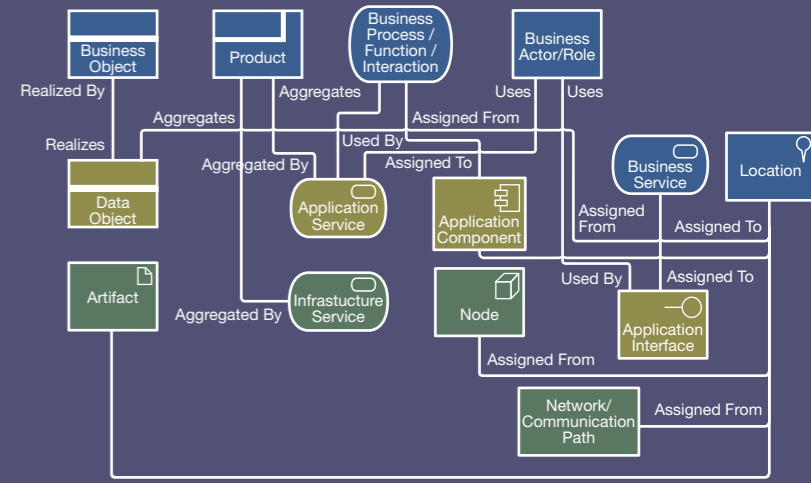 Business
Object
Product
Business
Process /
Function /
Interaction
Business
Actor/Role
Realized By
Aggregates
Uses
Uses
Aggregates
Assigned From
Realizes
Used By
Aggregated By
Assigned To
Business
Service
Location
Data
Object
Application
Service
Application
Component
Assigned
From
Assigned To
Artifact
Aggregated By
Infrastucture
Service
Node
Used By
Assigned To
Application
Interface
Assigned From
Network/
Communication
Path
Assigned From